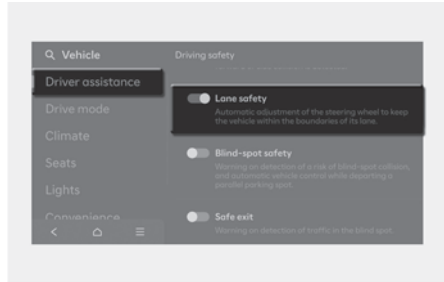 Vehicle
Driving safety
Driver assistance
Drive mode
Climate
Seats
Lights
Convenience
Lane safety
Automatic adjustment of the steering wheel to keep
the vehicle within the boundaries of its lane.
Blind-spot safety
Warning on detection of a risk of blind-spot collision,
and automatic vehicle control while departing a
parallel parking spot.
Safe exit
Warning on detection of traffic in the blind spot